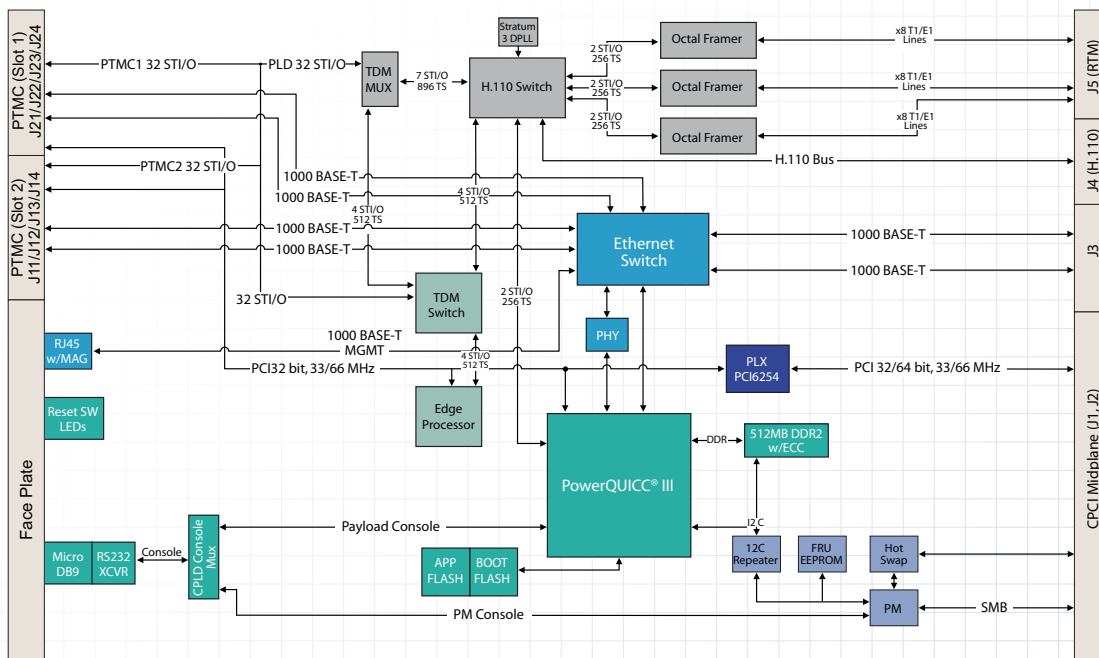 PTMC (Slot 1)
J21/J22/J23/J24
PTMC (Slot 2)
J11/J12/J13/J14
Face Plate
PTMC1 32 STI/O
PLD 32 STI/O
TDM
MUX
7 STI/O
896 TS
Stratum
3 DPLL
H.110 Switch
2 STI/O
256 TS
2 STI/O
256 TS
2 STI/O
256 TS
Octal Framer
Octal Framer
Octal Framer
x8 T1/E1
Lines
x8 T1/E1
Lines
x8 T1/E1
Lines
J5 (RTM)
J4 (H.110)
J3
CPCI Midplane (J1, J2)
H.110 Bus
PTMC2 32 STI/O
1000 BASE-T
1000 BASE-T
1000 BASE-T
1000 BASE-T
4 STI/O
512 TS
4 STI/O
512 TS
Ethernet
Switch
1000 BASE-T
1000 BASE-T
32 STI/O
TDM
Switch
2 STI/O
256 TS
PHY
RJ45
w/MAG
1000 BASE-T
MGMT
4 STI/O
512 TS
PCI32 bit, 33/66 MHz
PLX
PCI6254
PCI 32/64 bit, 33/66 MHz
Reset SW
LEDs
Edge
Processor
PowerQUICC® III
DDR
512MB DDR2
w/ECC
I2 C
Payload Console
Micro
DB9
RS232
XCVR
Console
CPLD Console
Mux
APP
FLASH
BOOT
FLASH
12C
Repeater
FRU
EEPROM
Hot
Swap
PM Console
PM
SMB